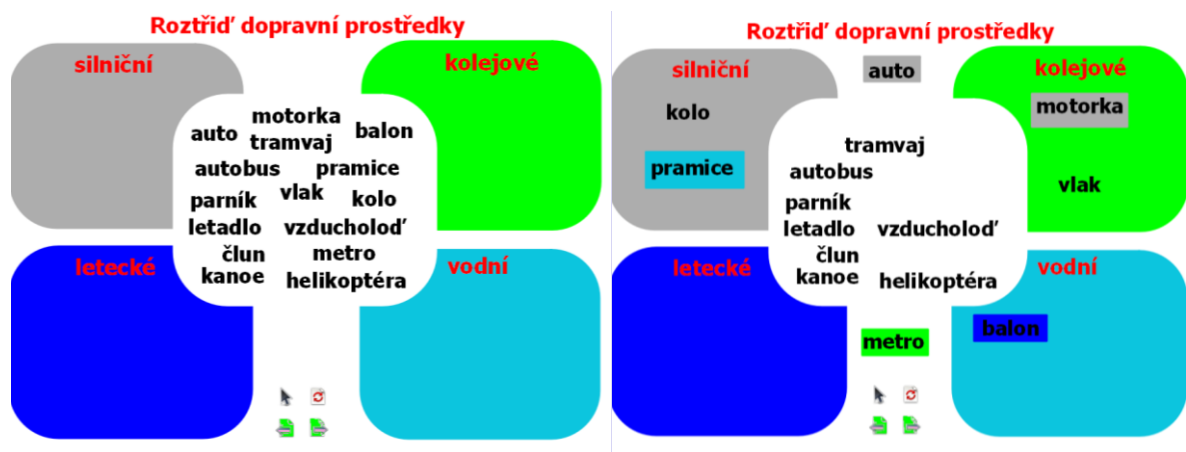 Roztřiď dopravní prostředky
silniční
kolejové
motorka
auto
balon
tramvaj
autobus
pramice
vlak
parník
kolo
letadlo
vzducholoď
člun
metro
kanoe
helikoptéra
letecké
vodní
Roztřiď dopravní prostředky
silniční
auto
kolejové
kolo
motorka
tramvaj
pramice
autobus
vlak
parník
letadlo
vzducholoď
člun
kanoe
helikoptéra
letecké
vodní
balon
metro